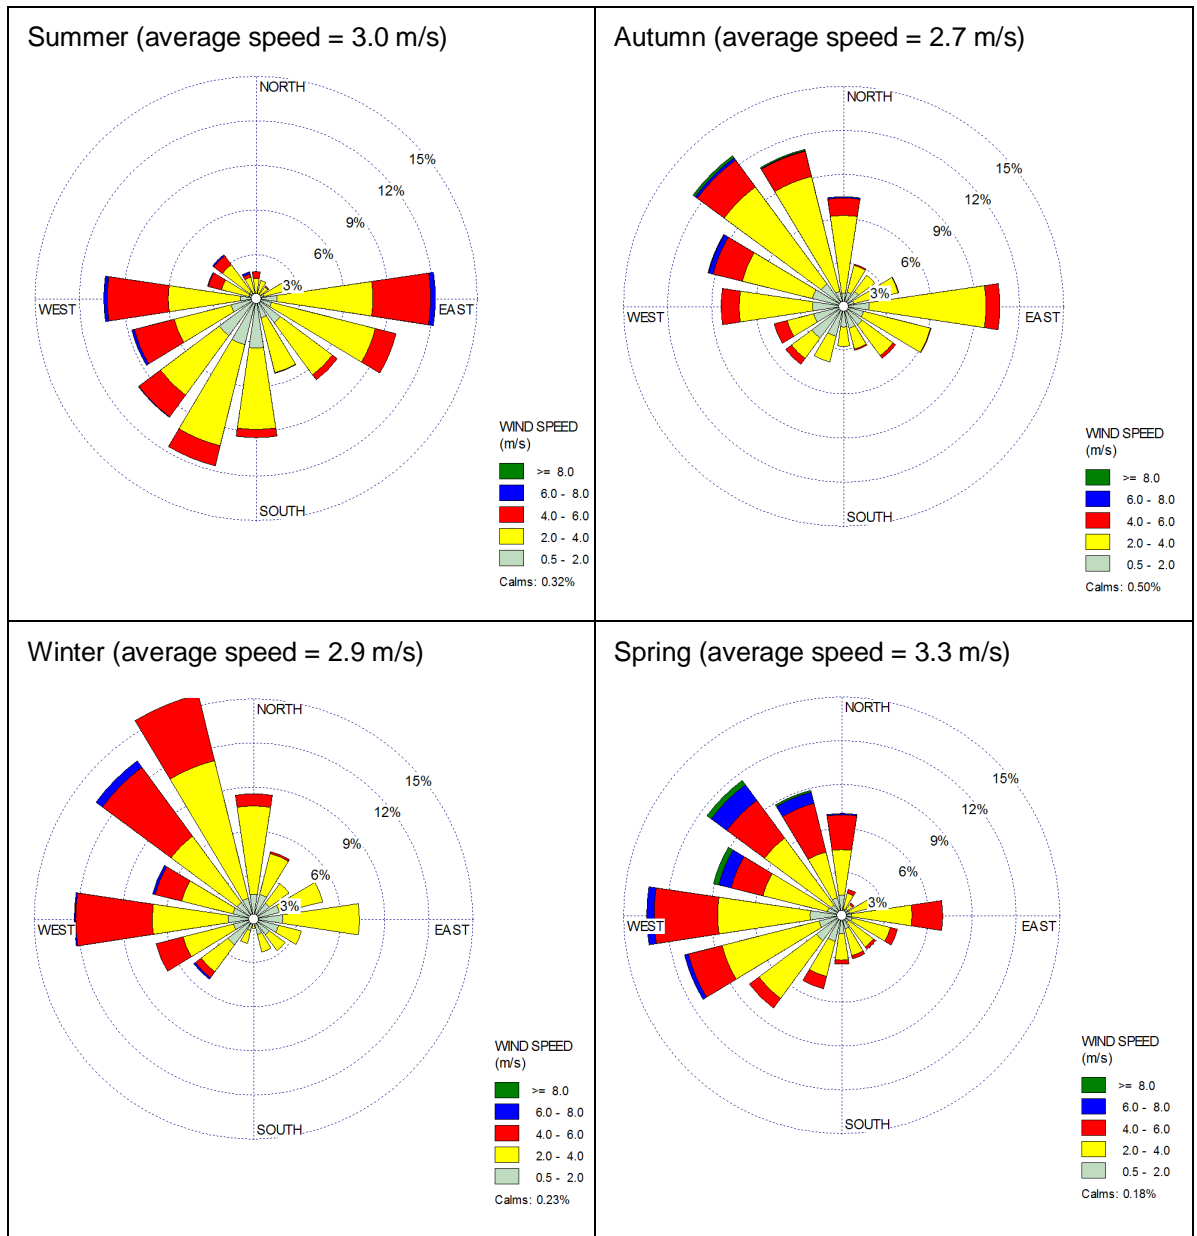 Summer (average speed = 3.0 m/s)
NORTH
15%
12%
9%
6%
3%
WEST
EAST
SOUTH
WIND SPEED
(m/s)
>= 8.0
6.0 - 8.0
4.0 - 6.0
2.0 - 4.0
0.5 - 2.0
Calms: 0.32%
Autumn (average speed = 2.7 m/s)
NORTH
15%
12%
9%
6%
3%
WEST
EAST
SOUTH
WIND SPEED
(m/s)
>= 8.0
6.0 - 8.0
4.0 - 6.0
2.0 - 4.0
0.5 - 2.0
Calms: 0.50%
Winter (average speed = 2.9 m/s)
NORTH
15%
12%
9%
6%
3%
WEST
EAST
SOUTH
WIND SPEED
(m/s)
>= 8.0
6.0 - 8.0
4.0 - 6.0
2.0 - 4.0
0.5 - 2.0
Calms: 0.23%
Spring (average speed = 3.3 m/s)
NORTH
15%
12%
9%
6%
3%
WEST
EAST
SOUTH
WIND SPEED
(m/s)
>= 8.0
6.0 - 8.0
4.0 - 6.0
2.0 - 4.0
0.5 - 2.0
Calms: 0.18%